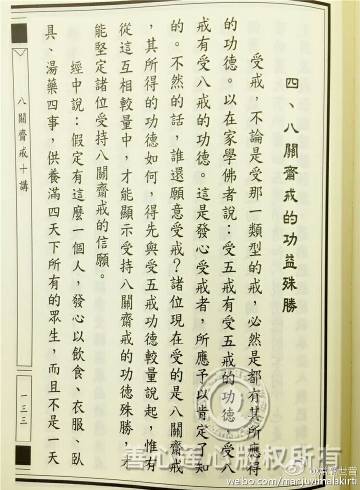 四、八關齋戒的功益殊勝
受戒，不論是受那一類型的戒，必然是都有其所應得
的功德。以在家學佛者說：受五戒有受五戒的功德，受八
戒有受八戒的功德。這是發心受戒者，所應予以肯定了知
的。不然的話，誰還願意受戒？諸位現在受的是八關齋戒
，其所得的功德如何，得先與受五戒功德較量說起，惟有
從這互相較量中，才能顯示受持八關齋戒的功德殊勝，才
能堅定諸位受持八關齋戒的信願。
經中說：假定有這麼一個人，發心以飲食、衣服、臥
具、湯藥四事，供養滿四天下所有的眾生，而且不是一天
八關齋戒十講
一三三
善心蓮心版权所有
weibo.com/manjuvimalakirti